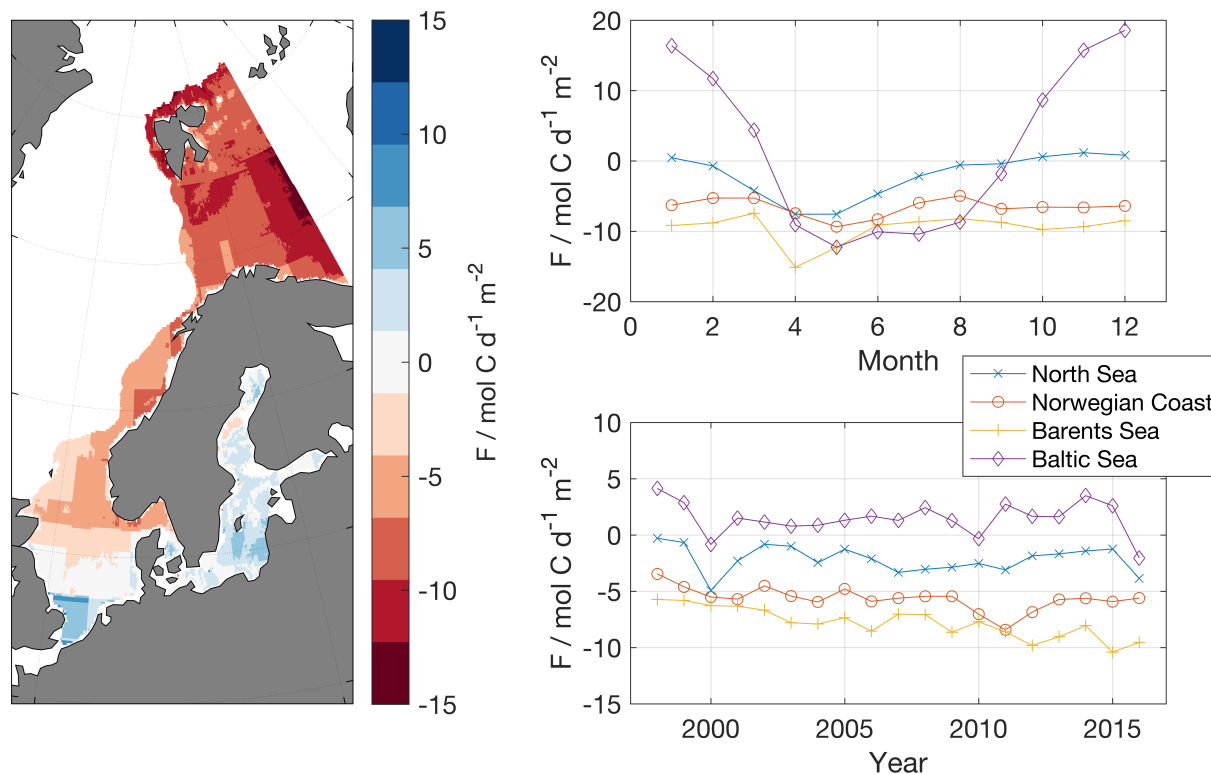 15
10
5
0
-5
-10
-15
F / mol C d⁻¹ m⁻²
20
10
0
-10
-20
F / mol C d⁻¹ m⁻²
0 2 4 6 8 10 12
Month
North Sea
Norwegian Coast
Barents Sea
Baltic Sea
10
5
0
-5
-10
-15
F / mol C d⁻¹ m⁻²
2000 2005 2010 2015
Year